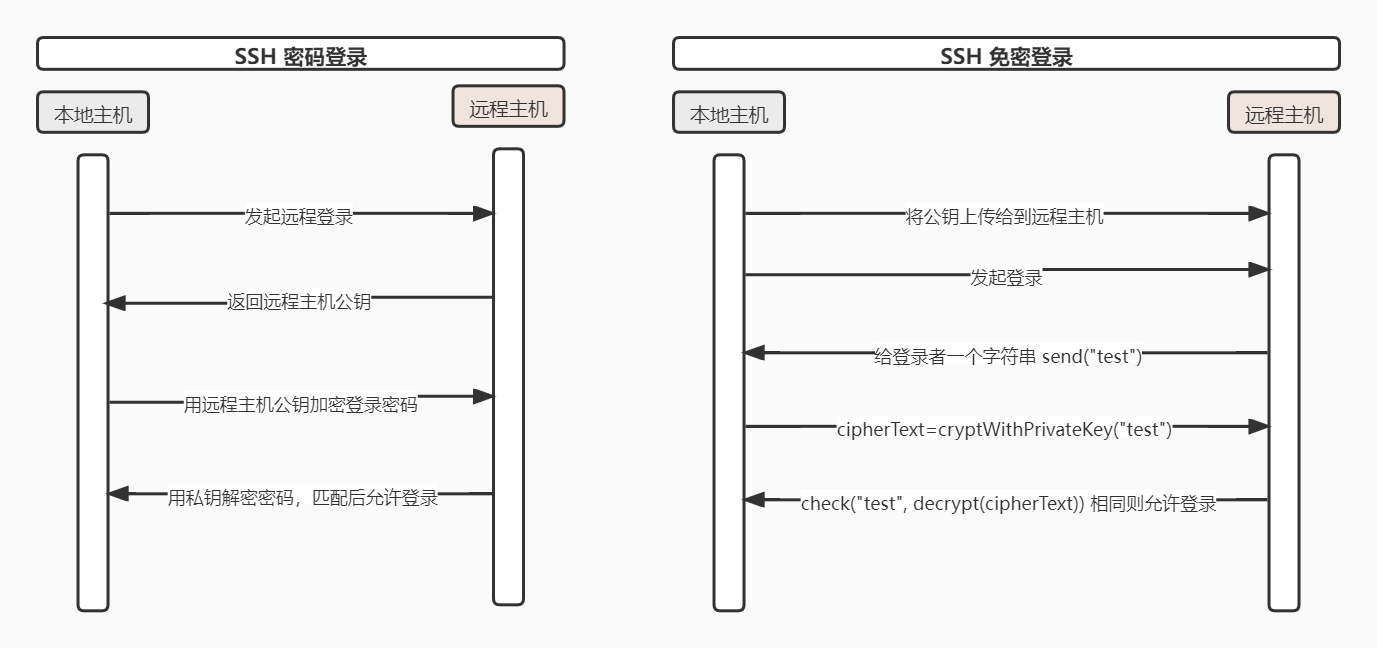 SSH 密码登录
本地主机
远程主机
发起远程登录
返回远程主机公钥
用远程主机公钥加密登录密码
用私钥解密密码，匹配后允许登录
SSH 免密登录
本地主机
远程主机
将公钥上传给到远程主机
发起登录
给登录者一个字符串 send("test")
cipherText=cryptWithPrivateKey("test")
check("test", decrypt(cipherText)) 相同则允许登录